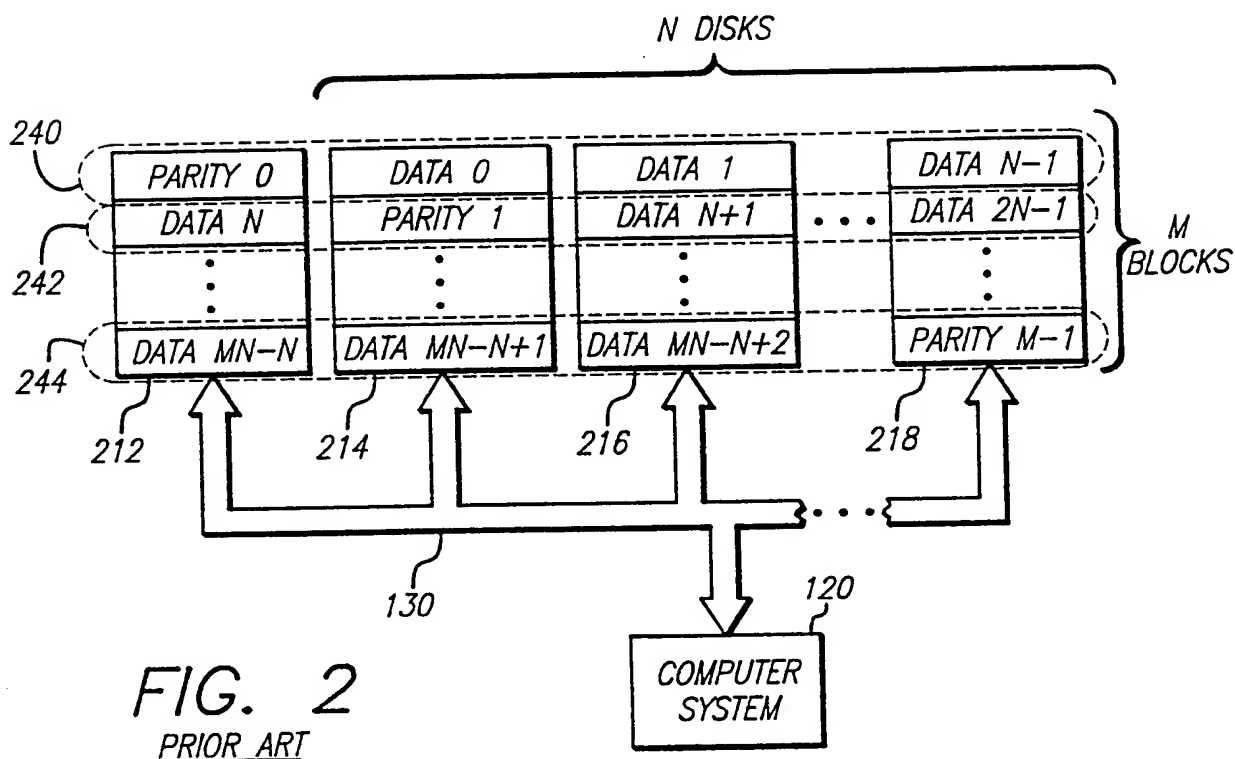 N DISKS
240
PARITY 0 DATA 0 DATA 1 DATA N-1
242
DATA N PARITY 1 DATA N+1 DATA 2N-1
M
BLOCKS
244
DATA MN-N DATA MN-N+1 DATA MN-N+2 PARITY M-1
212 214 216 218
130
120
COMPUTER
SYSTEM
FIG. 2
PRIOR ART